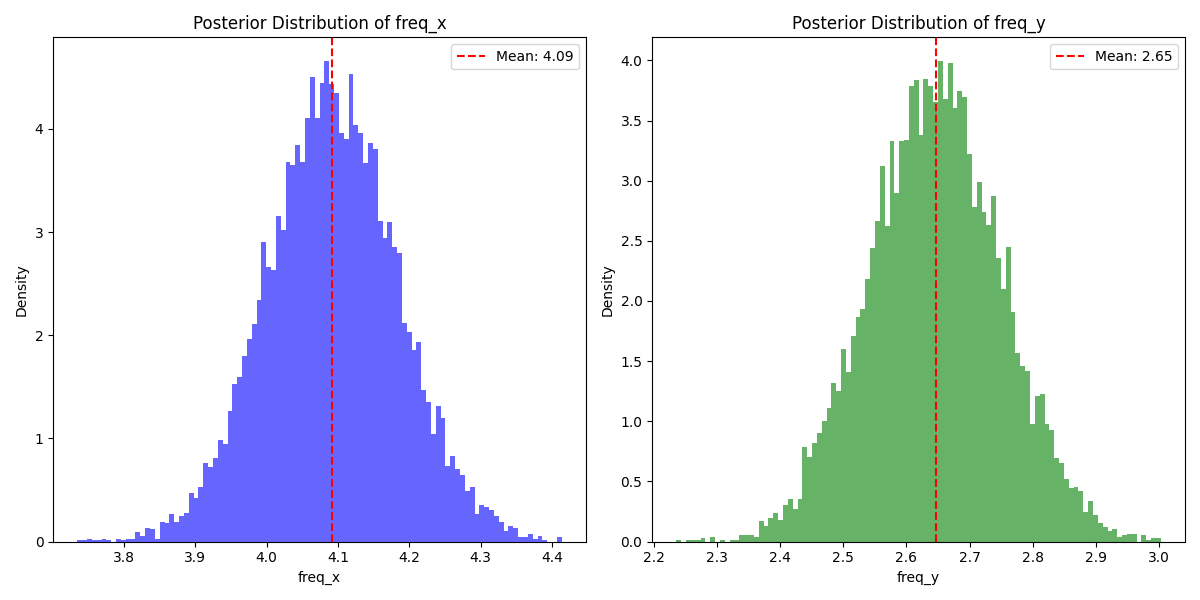 Posterior Distribution of freq_x
Mean: 4.09
Density
4
3
2
1
0
3.8 3.9 4.0 4.1 4.2 4.3 4.4
freq_x
Posterior Distribution of freq_y
Mean: 2.65
Density
4.0
3.5
3.0
2.5
2.0
1.5
1.0
0.5
0.0
2.2 2.3 2.4 2.5 2.6 2.7 2.8 2.9 3.0
freq_y